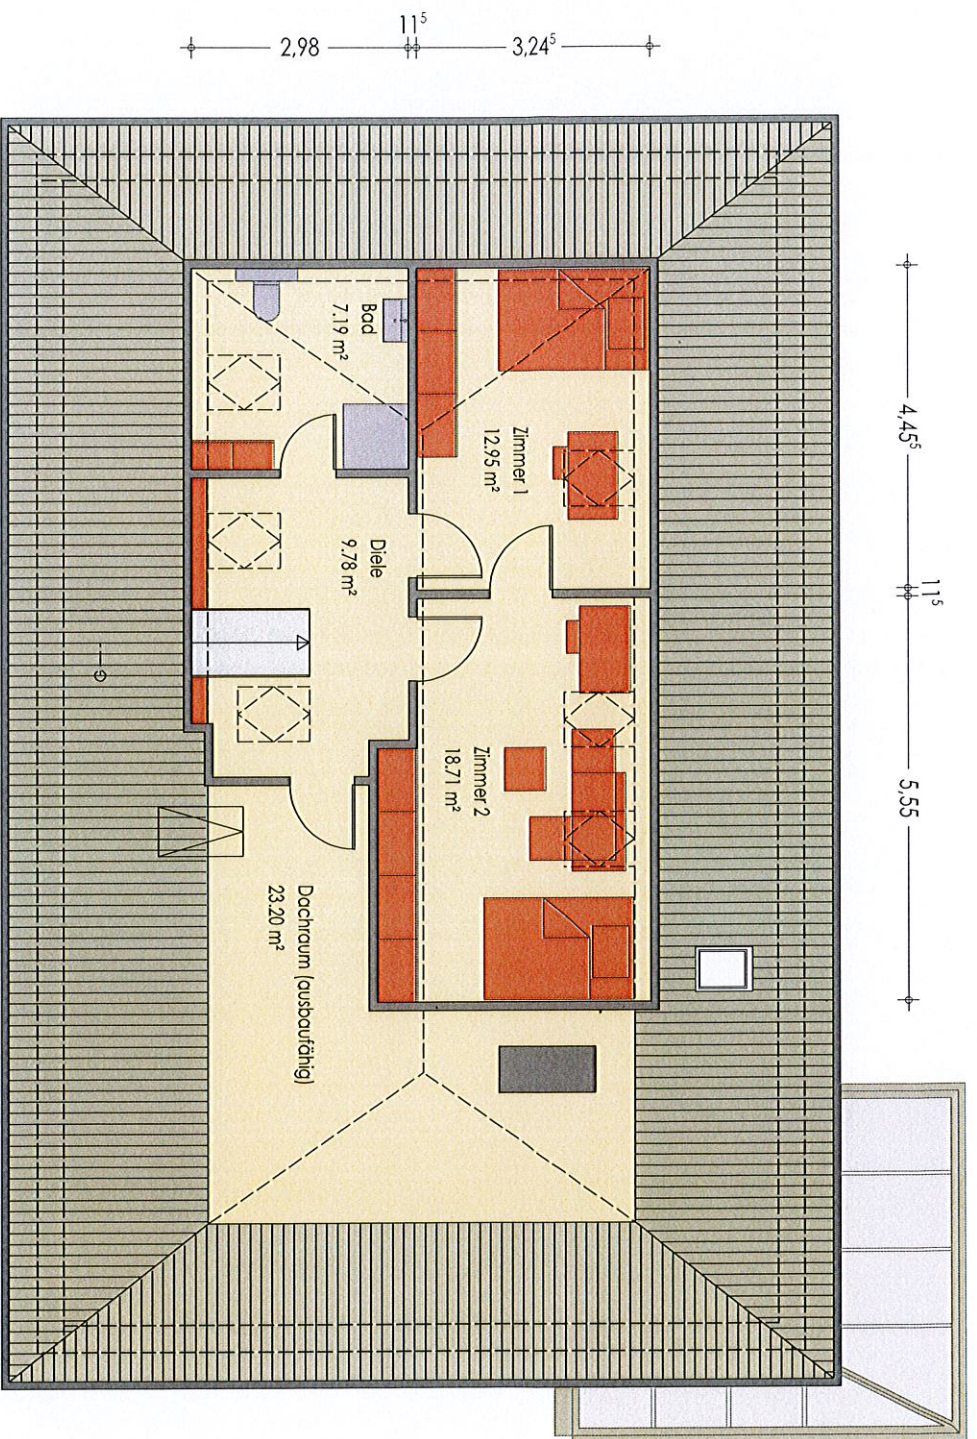 2,98
11⁵
3,24⁵
4,45⁵
11⁵
5,55
Bad
7.19 m²
Zimmer 1
12.95 m²
Diele
9.78 m²
Zimmer 2
18.71 m²
Dachraum (ausbaufähig)
23.20 m²